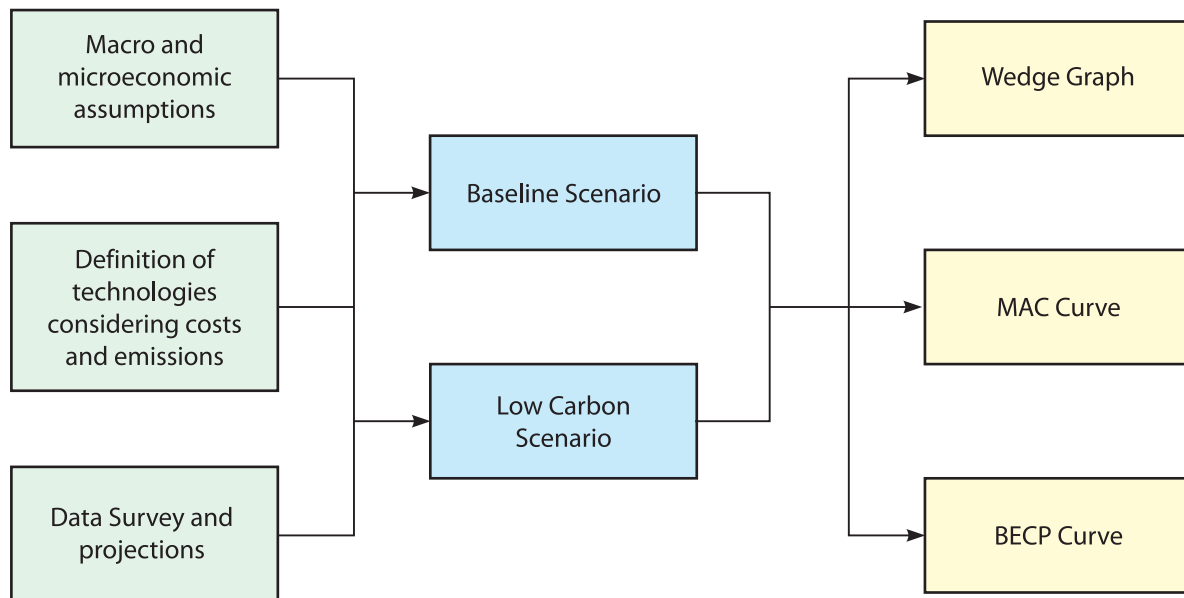 Macro and
microeconomic
assumptions
Definition of
technologies
considering costs
and emissions
Data Survey and
projections
Baseline Scenario
Low Carbon
Scenario
Wedge Graph
MAC Curve
BECP Curve